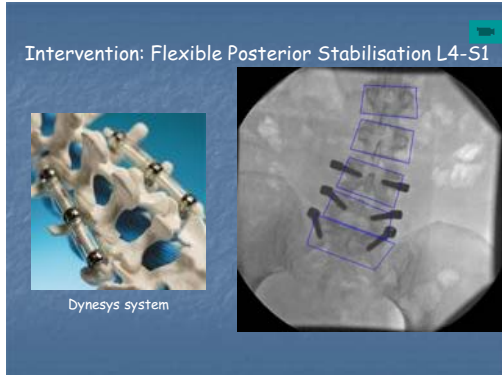 Intervention: Flexible Posterior Stabilisation L4-S1
Dynesys system